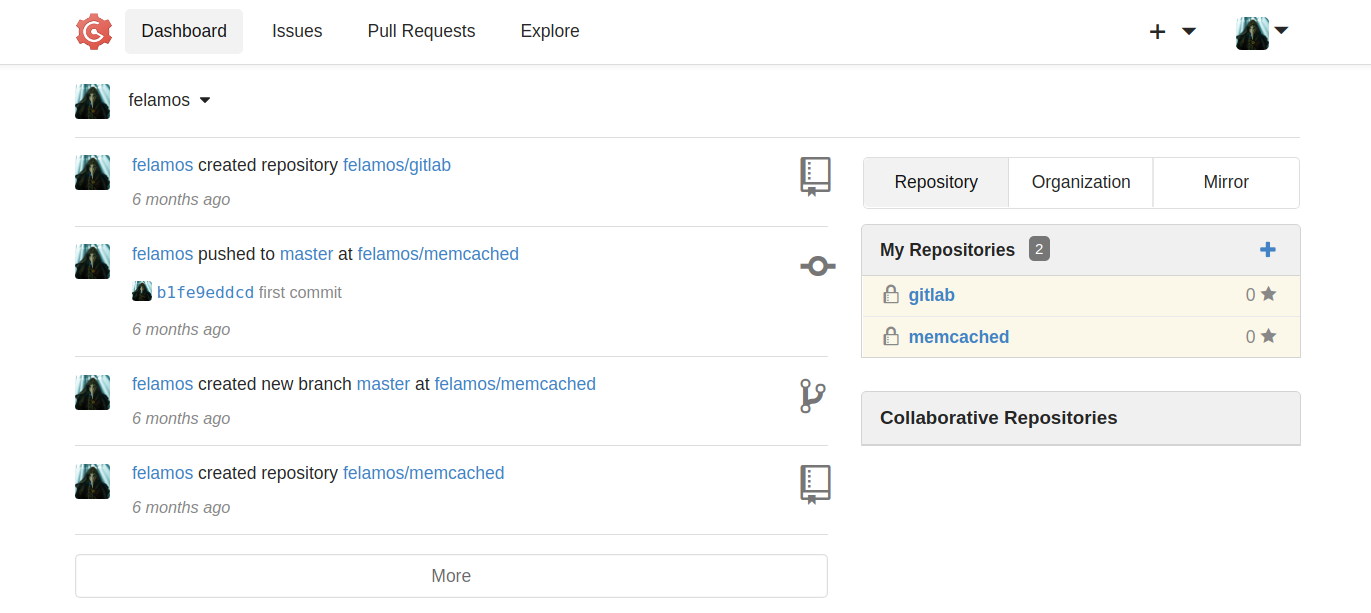 Dashboard Issues Pull Requests Explore
felamos
felamos created repository felamos/gitlab
6 months ago
felamos pushed to master at felamos/memcached
b1fe9eddcd first commit
6 months ago
felamos created new branch master at felamos/memcached
6 months ago
felamos created repository felamos/memcached
6 months ago
More
Repository Organization Mirror
My Repositories 2
gitlab 0
memcached 0
Collaborative Repositories